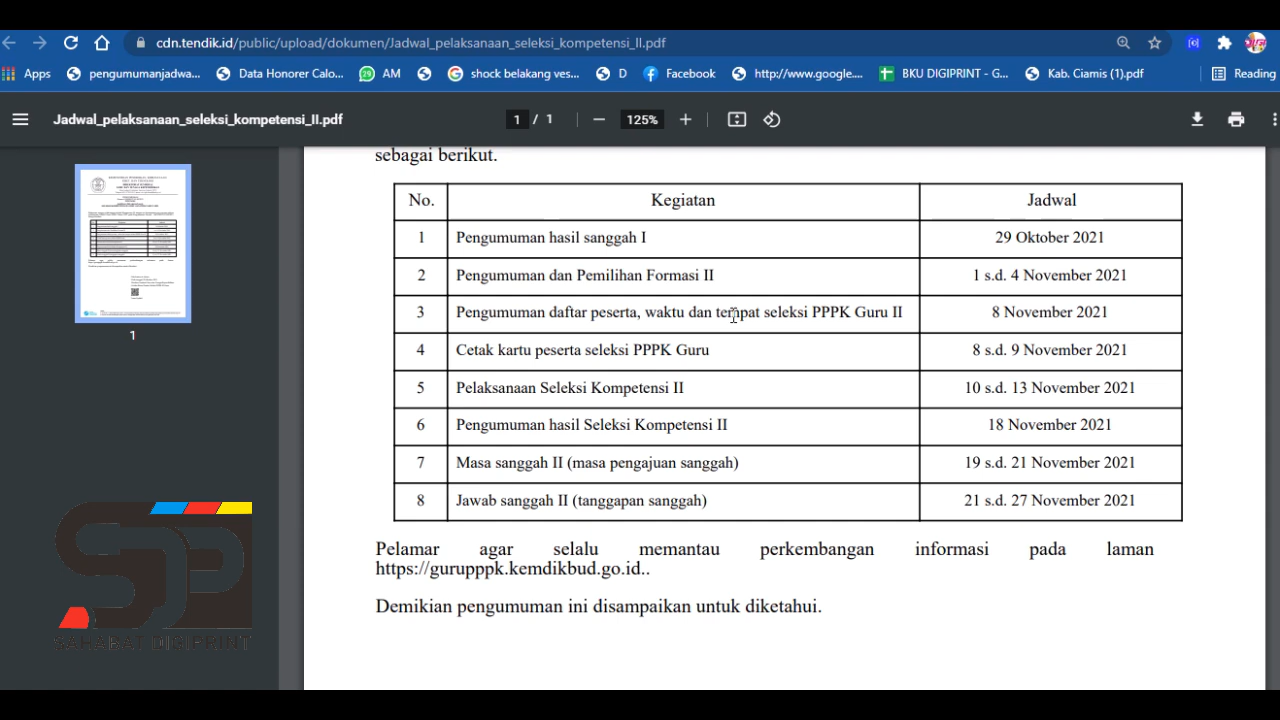 cdn.tendik.id/public/upload/dokumen/Jadwal_pelaksanaan_seleksi_kompetensi_II.pdf
Apps pengumumanjadwa... Data Honorer Calo... 29 AM shock belakang ves... D Facebook http://www.google.... BKU DIGIPRINT - G... Kab. Ciamis (1).pdf Reading
Jadwal_pelaksanaan_seleksi_kompetensi_II.pdf 1 / 1 125%
sebagai berikut.
No. Kegiatan Jadwal
1 Pengumuman hasil sanggah I 29 Oktober 2021
2 Pengumuman dan Pemilihan Formasi II 1 s.d. 4 November 2021
3 Pengumuman daftar peserta, waktu dan tempat seleksi PPPK Guru II 8 November 2021
4 Cetak kartu peserta seleksi PPPK Guru 8 s.d. 9 November 2021
5 Pelaksanaan Seleksi Kompetensi II 10 s.d. 13 November 2021
6 Pengumuman hasil Seleksi Kompetensi II 18 November 2021
7 Masa sanggah II (masa pengajuan sanggah) 19 s.d. 21 November 2021
8 Jawab sanggah II (tanggapan sanggah) 21 s.d. 27 November 2021
Pelamar agar selalu memantau perkembangan informasi pada laman
https://gurupppk.kemdikbud.go.id..
Demikian pengumuman ini disampaikan untuk diketahui.
1
SAHABAT DIGIPRINT